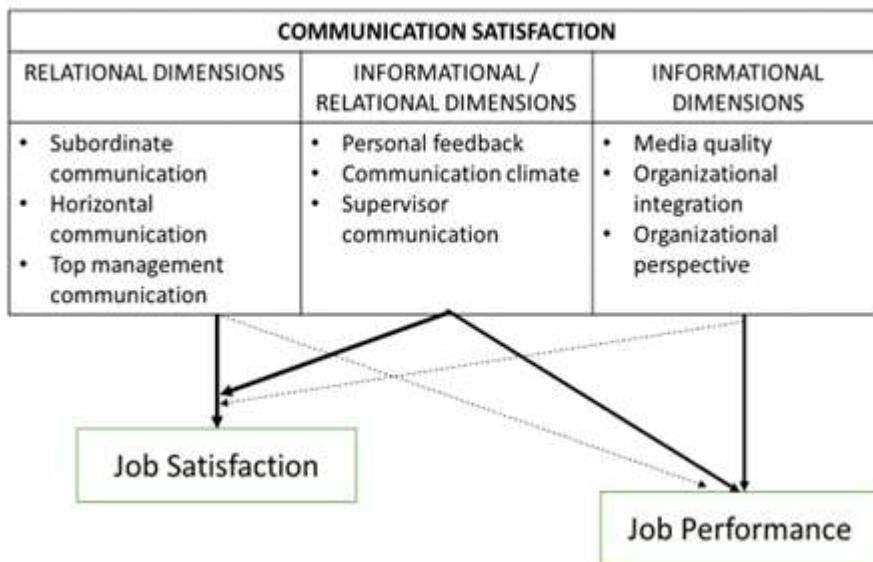 COMMUNICATION SATISFACTION
RELATIONAL DIMENSIONS
INFORMATIONAL /
RELATIONAL DIMENSIONS
INFORMATIONAL
DIMENSIONS
• Subordinate
communication
• Horizontal
communication
• Top management
communication
• Personal feedback
• Communication climate
• Supervisor
communication
• Media quality
• Organizational
integration
• Organizational
perspective
Job Satisfaction
Job Performance